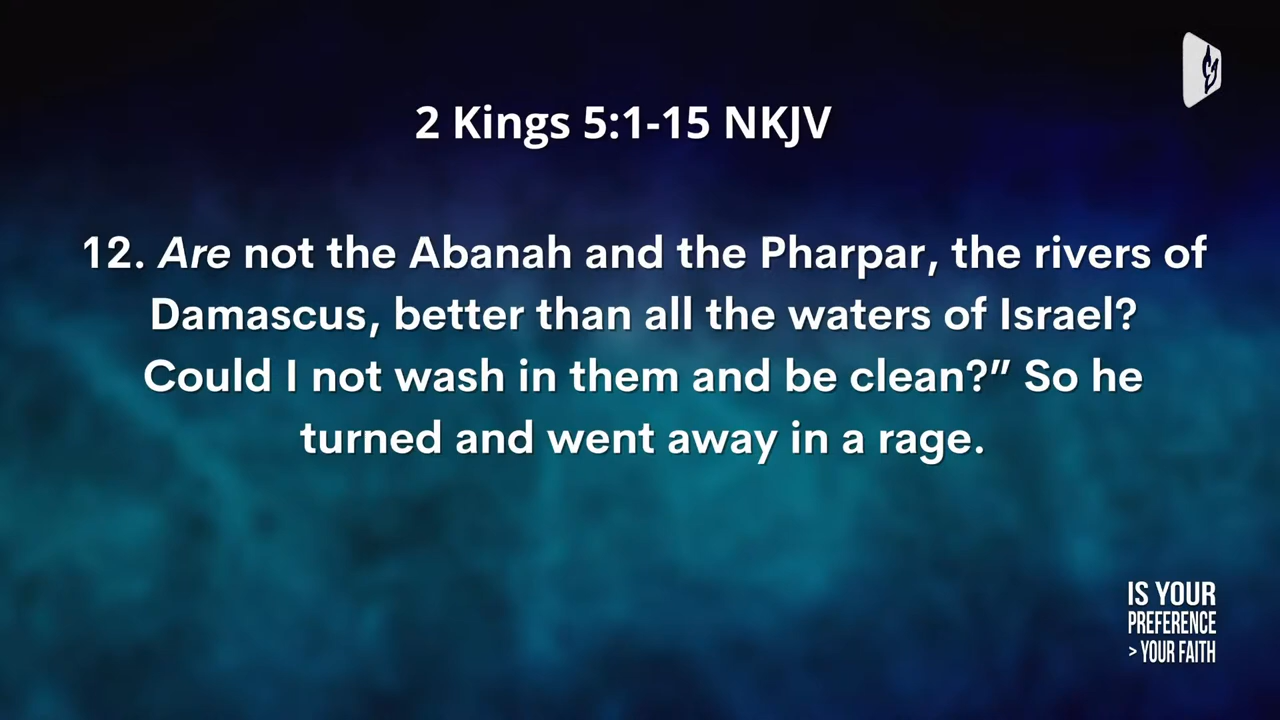 2 Kings 5:1-15 NKJV
12. Are not the Abanah and the Pharpar, the rivers of
Damascus, better than all the waters of Israel?
Could I not wash in them and be clean?” So he
turned and went away in a rage.
IS YOUR
PREFERENCE
> YOUR FAITH